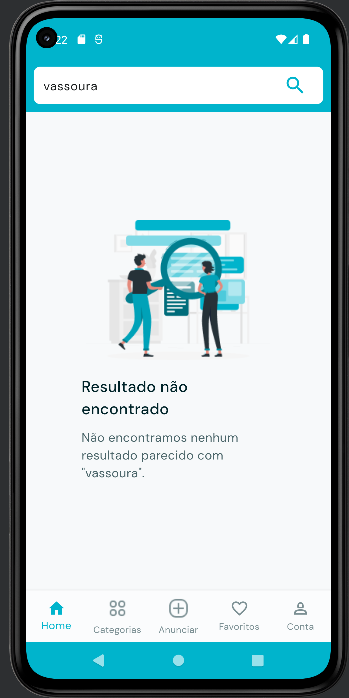 22
vassoura
Resultado não
encontrado
Não encontramos nenhum
resultado parecido com
"vassoura".
Home Categorias Anunciar Favoritos Conta